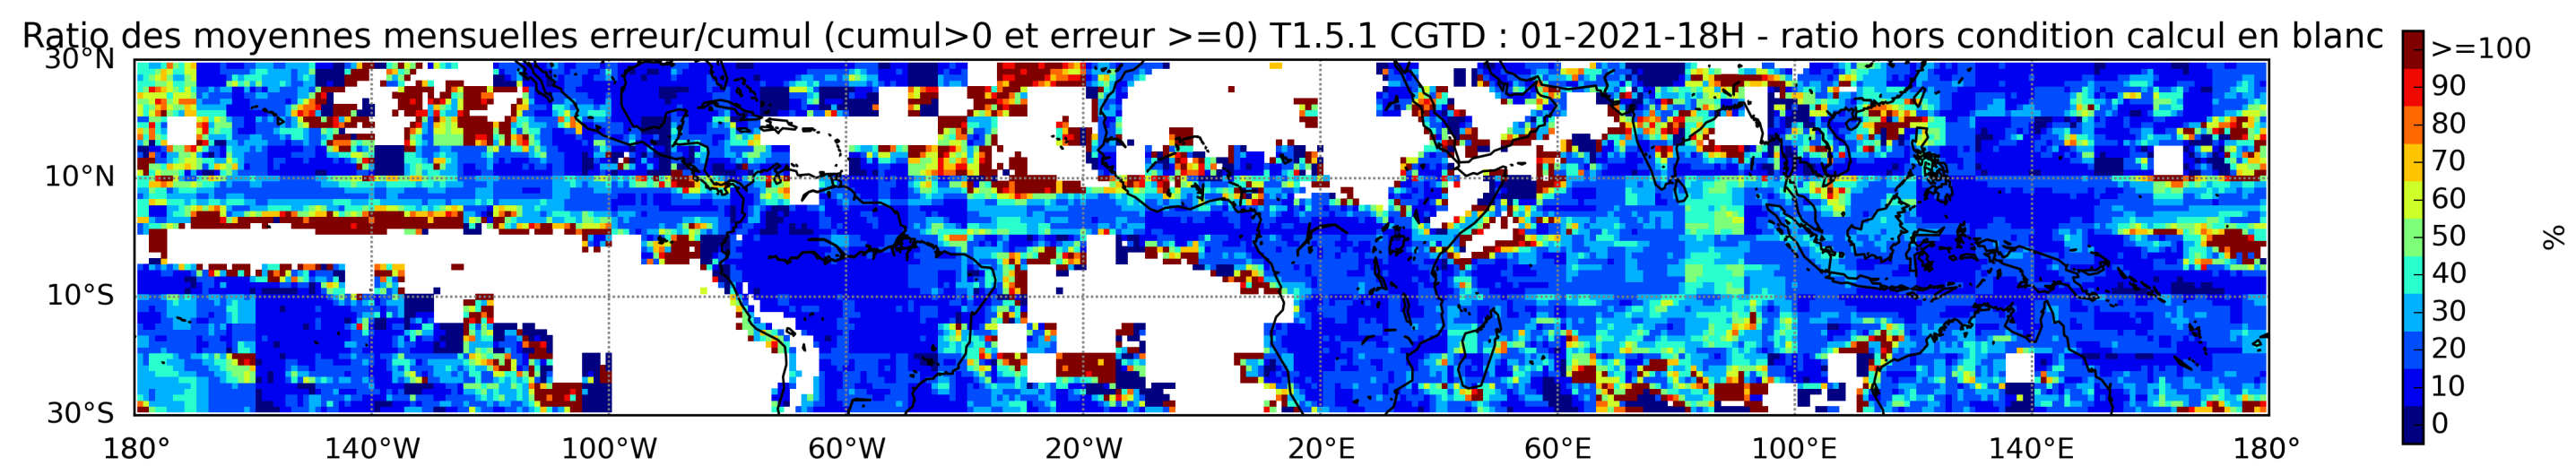 Ratio des moyennes mensuelles erreur/cumul (cumul>0 et erreur >=0) T1.5.1 CGTD : 01-2021-18H - ratio hors condition calcul en blanc
30°N
10°N
10°S
30°S
180°
140°W
100°W
60°W
20°W
20°E
60°E
100°E
140°E
180°
>=100
90
80
70
60
50
40
30
20
10
0
%